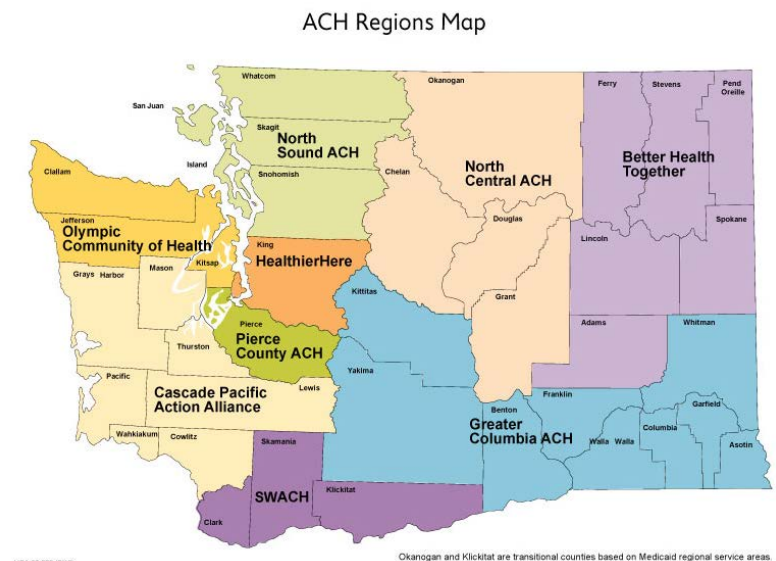 ACH Regions Map
Whatcom
Okanogan
Ferry
Stevens
Pend
Oreille
San Juan
Skagit
North
Sound ACH
Island
Snohomish
Chelan
North
Central ACH
Better Health
Together
Clallam
Douglas
Spokane
Jefferson
Olympic
Community of Health
King
HealthierHere
Lincoln
Kitsap
Mason
Grays Harbor
Kittitas
Grant
Pierce
Pierce
County ACH
Adams
Whitman
Thurston
Yakima
Pacific
Lewis
Cascade Pacific
Action Alliance
Franklin
Benton
Greater
Columbia ACH
Garfield
Columbia
Walla Walla
Asotin
Wahkiakum
Cowlitz
Skamania
SWACH
Klickitat
Clark
Okanogan and Klickitat are transitional counties based on Medicaid regional service areas.